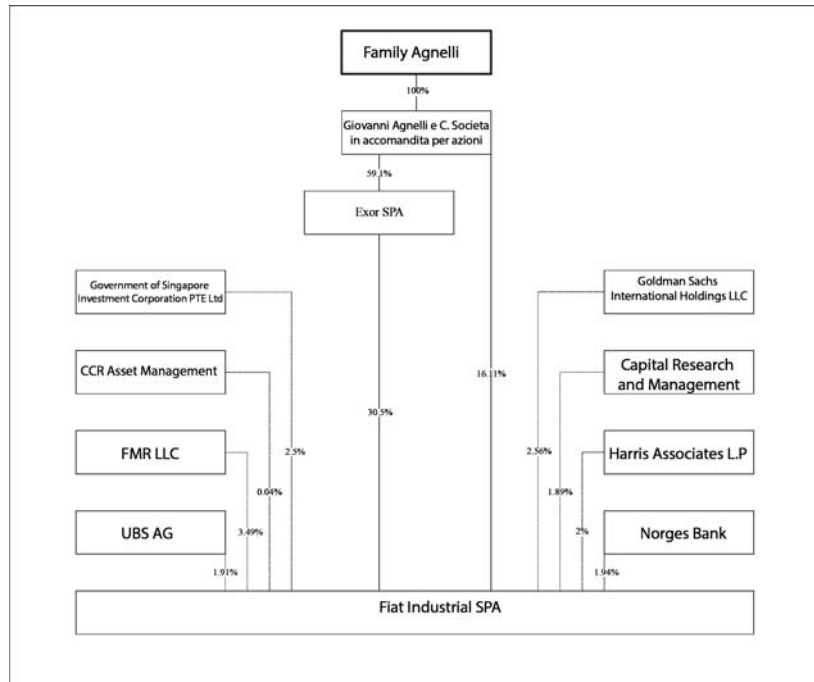 Family Agnelli
100%
Giovanni Agnelli e C. Societa
in accomandita per azioni
59.1%
Exor SPA
Government of Singapore
Investment Corporation PTE Ltd
Goldman Sachs
International Holdings LLC
CCR Asset Management
Capital Research
and Management
16.11%
30.5%
FMR LLC
2.5%
2.56%
Harris Associates L.P
0.04%
1.89%
UBS AG
3.49%
2%
Norges Bank
1.91%
1.94%
Fiat Industrial SPA